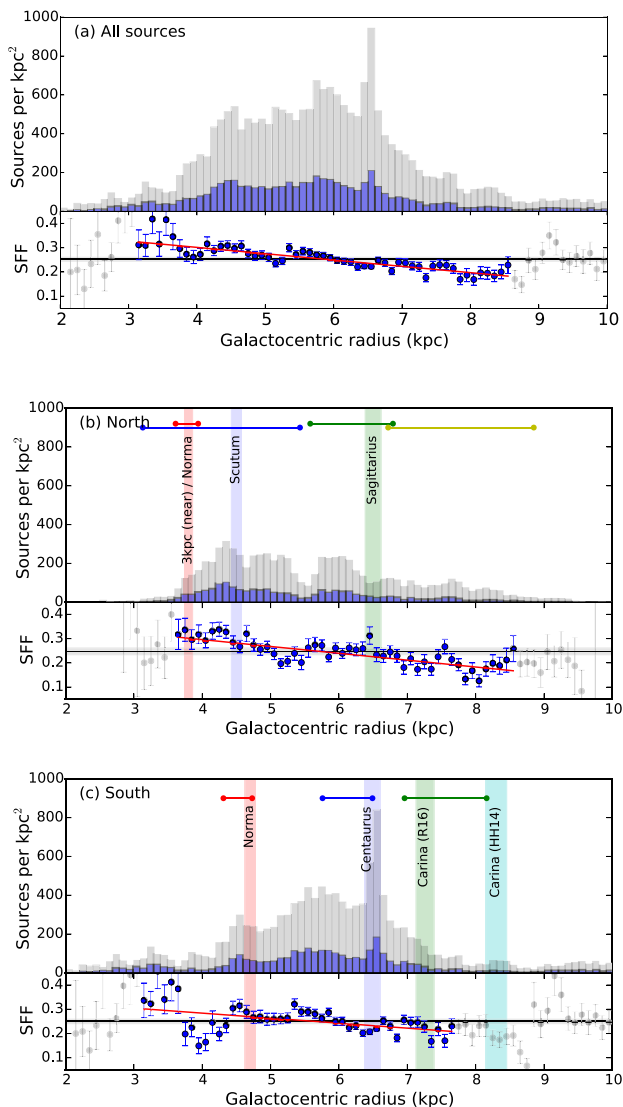 (a) All sources
Sources per kpc²
1000
800
600
400
200
0
SFF
0.4
0.3
0.2
0.1
2 3 4 5 6 7 8 9 10
Galactocentric radius (kpc)
(b) North
Sources per kpc²
1000
800
600
400
200
0
3kpc (near) / Norma
Scutum
Sagittarius
SFF
0.4
0.3
0.2
0.1
2 3 4 5 6 7 8 9 10
Galactocentric radius (kpc)
(c) South
Sources per kpc²
1000
800
600
400
200
0
Norma
Centaurus
Carina (R16)
Carina (HH14)
SFF
0.4
0.3
0.2
0.1
2 3 4 5 6 7 8 9 10
Galactocentric radius (kpc)